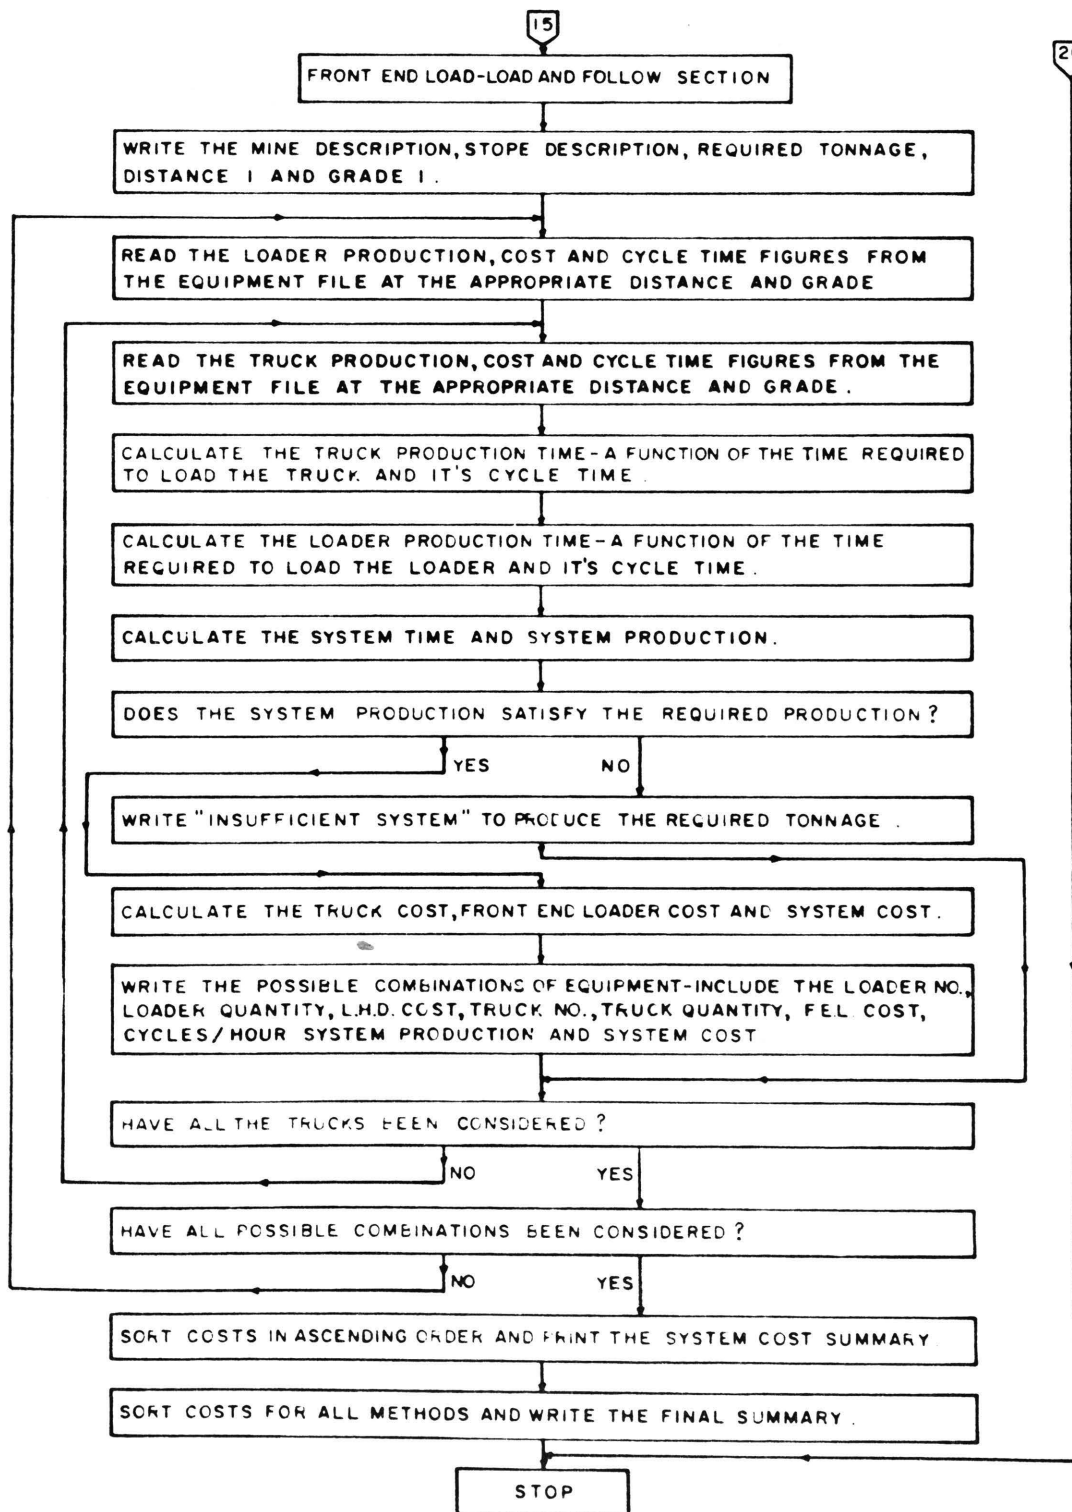 15
FRONT END LOAD-LOAD AND FOLLOW SECTION
WRITE THE MINE DESCRIPTION, STOPE DESCRIPTION, REQUIRED TONNAGE,
DISTANCE I AND GRADE I.
READ THE LOADER PRODUCTION, COST AND CYCLE TIME FIGURES FROM
THE EQUIPMENT FILE AT THE APPROPRIATE DISTANCE AND GRADE
READ THE TRUCK PRODUCTION, COST AND CYCLE TIME FIGURES FROM THE
EQUIPMENT FILE AT THE APPROPRIATE DISTANCE AND GRADE.
CALCULATE THE TRUCK PRODUCTION TIME-A FUNCTION OF THE TIME REQUIRED
TO LOAD THE TRUCK AND IT'S CYCLE TIME.
CALCULATE THE LOADER PRODUCTION TIME-A FUNCTION OF THE TIME
REQUIRED TO LOAD THE LOADER AND IT'S CYCLE TIME.
CALCULATE THE SYSTEM TIME AND SYSTEM PRODUCTION.
DOES THE SYSTEM PRODUCTION SATISFY THE REQUIRED PRODUCTION?
YES NO
WRITE "INSUFFICIENT SYSTEM" TO PRODUCE THE REQUIRED TONNAGE.
CALCULATE THE TRUCK COST, FRONT END LOADER COST AND SYSTEM COST.
WRITE THE POSSIBLE COMBINATIONS OF EQUIPMENT-INCLUDE THE LOADER NO.,
LOADER QUANTITY, L.H.D. COST, TRUCK NO., TRUCK QUANTITY, F.E.L. COST,
CYCLES/HOUR SYSTEM PRODUCTION AND SYSTEM COST
HAVE ALL THE TRUCKS BEEN CONSIDERED?
NO YES
HAVE ALL POSSIBLE COMBINATIONS BEEN CONSIDERED?
NO YES
SORT COSTS IN ASCENDING ORDER AND PRINT THE SYSTEM COST SUMMARY
SORT COSTS FOR ALL METHODS AND WRITE THE FINAL SUMMARY.
STOP